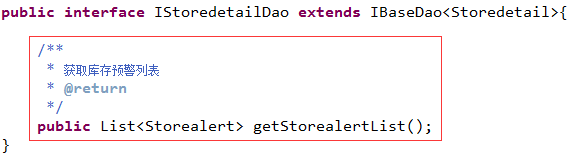 public interface IStoredetailDao extends IBaseDao<Storedetail>{
/**
* 获取库存预警列表
* @return
*/
public List<Storealert> getStorealertList();
}